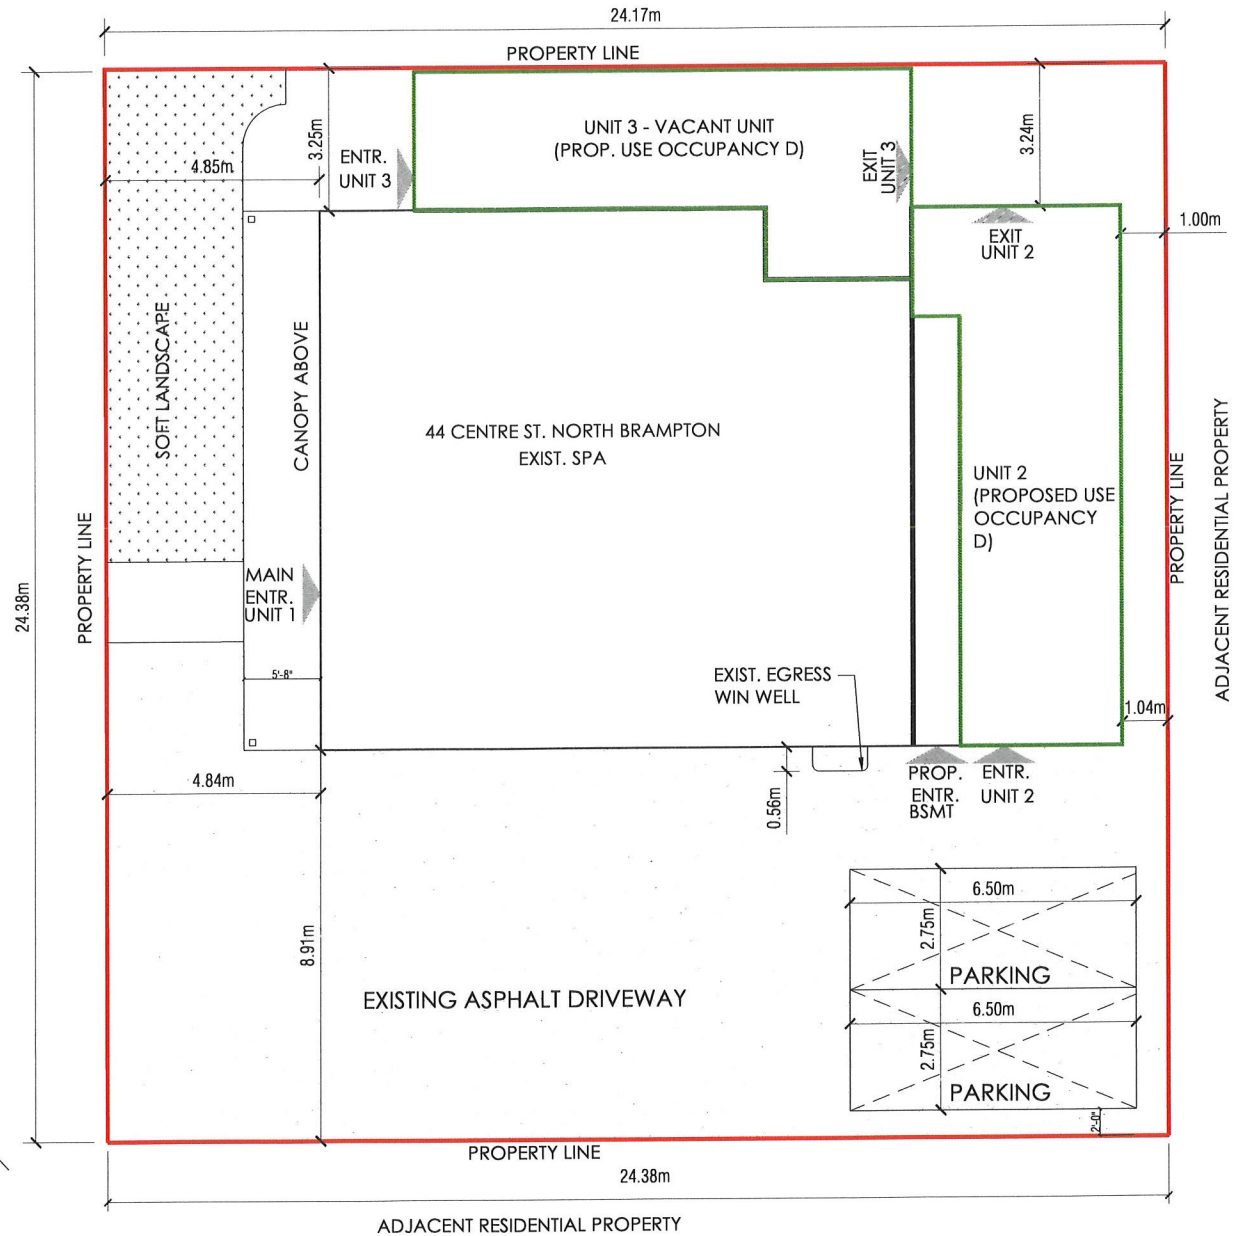 24.17m
PROPERTY LINE
UNIT 3 - VACANT UNIT
(PROP. USE OCCUPANCY D)
3.25m
ENTR.
UNIT 3
EXIT
UNIT 3
3.24m
4.85m
1.00m
EXIT
UNIT 2
SOFT LANDSCAPE
CANOPY ABOVE
44 CENTRE ST. NORTH BRAMPTON
EXIST. SPA
UNIT 2
(PROPOSED USE
OCCUPANCY
D)
PROPERTY LINE
ADJACENT RESIDENTIAL PROPERTY
24.38m
PROPERTY LINE
MAIN
ENTR.
UNIT 1
5'-8"
EXIST. EGRESS
WIN WELL
1.04m
4.84m
0.56m
PROP.
ENTR.
BSMT
ENTR.
UNIT 2
8.91m
EXISTING ASPHALT DRIVEWAY
6.50m
2.75m
PARKING
6.50m
2.75m
PARKING
2'-0"
PROPERTY LINE
24.38m
ADJACENT RESIDENTIAL PROPERTY